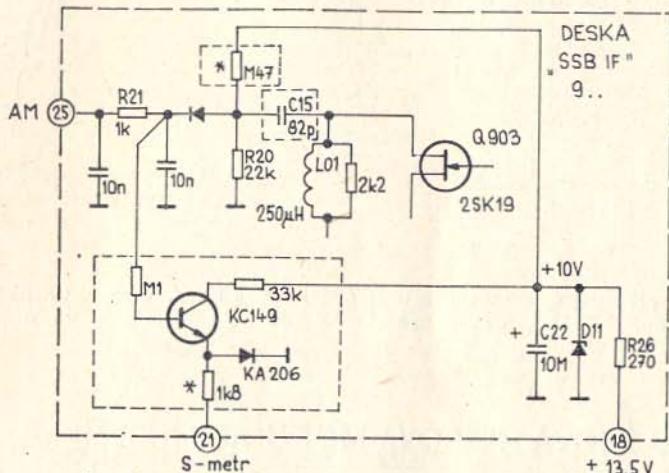 DESKA
"SSB IF"
9..
* M47
AM 25
R21
1k
C15
82p
10n
10n
R20
22k
L01
250µH
2k2
Q903
2SK19
M1
KC149
33k
KA 206
* 1k8
21
S-metr
+10V
+
C22
10M
D11
R26
270
18
+ 13,5V